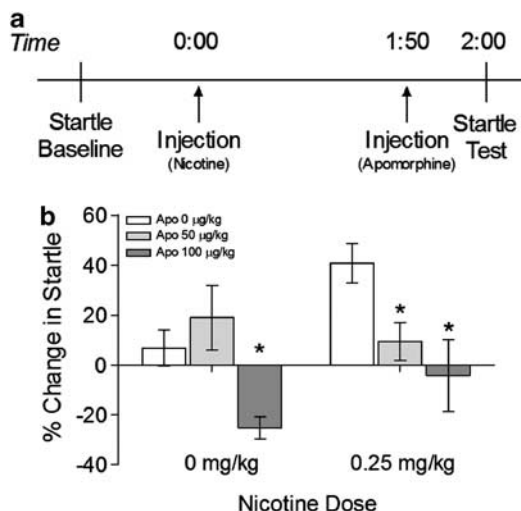 a
Time 0:00 1:50 2:00
Startle Baseline
Injection (Nicotine)
Injection (Apomorphine)
Startle Test
b
% Change in Startle
60
40
20
0
-20
-40
Apo 0 µg/kg
Apo 50 µg/kg
Apo 100 µg/kg
* * *
0 mg/kg 0.25 mg/kg
Nicotine Dose